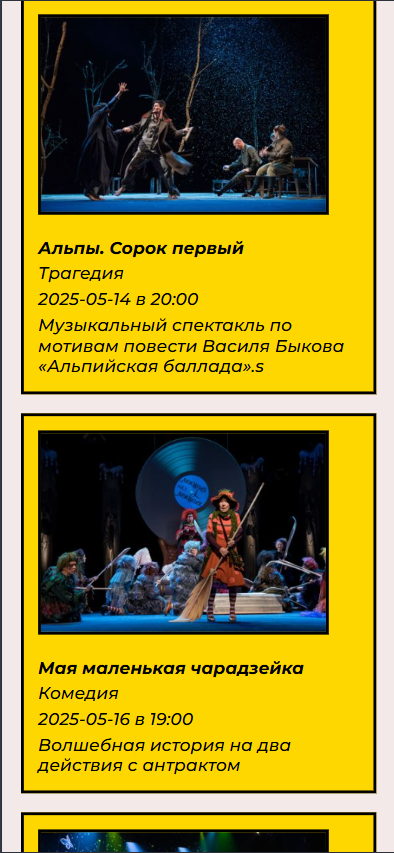 Альпы. Сорок первый
Трагедия
2025-05-14 в 20:00
Музыкальный спектакль по
мотивам повести Василя Быкова
«Альпийская баллада».s
Мая маленькая чарадзейка
Комедия
2025-05-16 в 19:00
Волшебная история на два
действия с антрактом